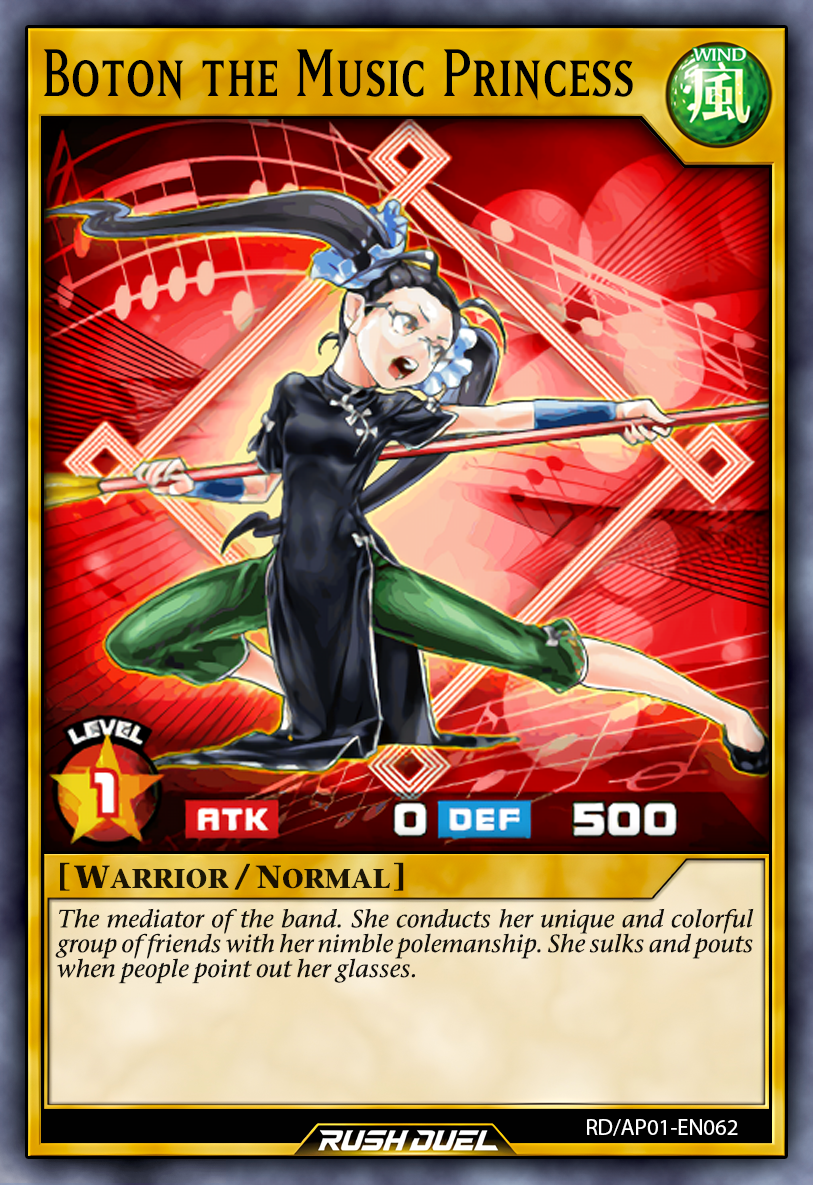 Boton the Music Princess
WIND
風
LEVEL
1
ATK 0 DEF 500
[Warrior / Normal]
The mediator of the band. She conducts her unique and colorful
group of friends with her nimble polemanship. She sulks and pouts
when people point out her glasses.
RD/AP01-EN062
RUSH DUEL